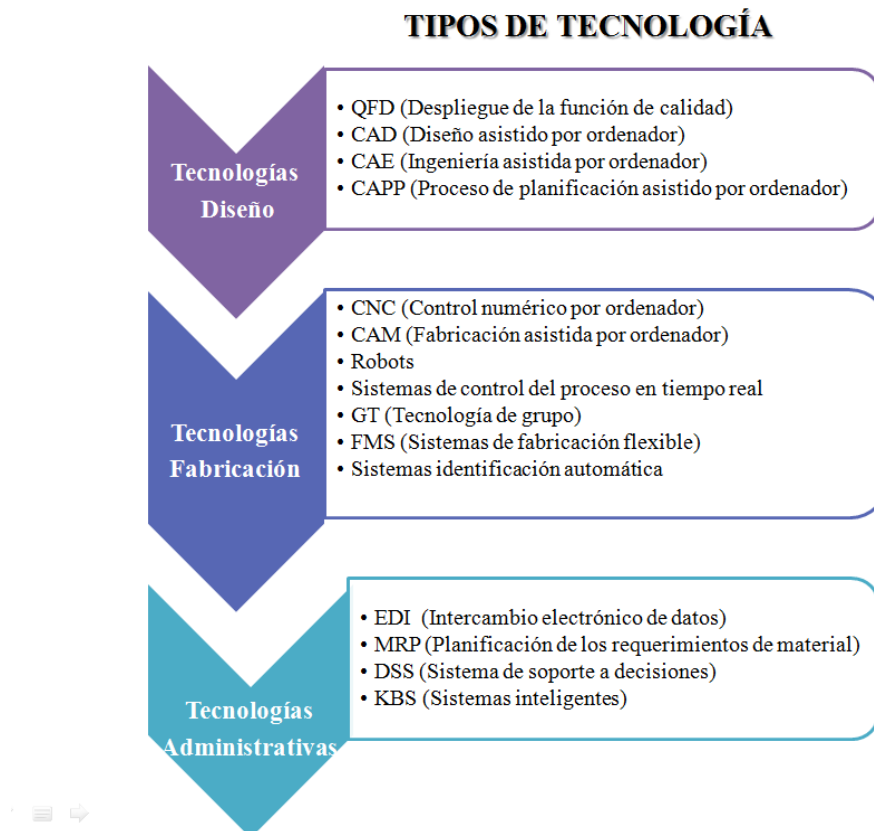 TIPOS DE TECNOLOGÍA
Tecnologías
Diseño
• QFD (Despliegue de la función de calidad)
• CAD (Diseño asistido por ordenador)
• CAE (Ingeniería asistida por ordenador)
• CAPP (Proceso de planificación asistido por ordenador)
Tecnologías
Fabricación
• CNC (Control numérico por ordenador)
• CAM (Fabricación asistida por ordenador)
• Robots
• Sistemas de control del proceso en tiempo real
• GT (Tecnología de grupo)
• FMS (Sistemas de fabricación flexible)
• Sistemas identificación automática
Tecnologías
Administrativas
• EDI (Intercambio electrónico de datos)
• MRP (Planificación de los requerimientos de material)
• DSS (Sistema de soporte a decisiones)
• KBS (Sistemas inteligentes)